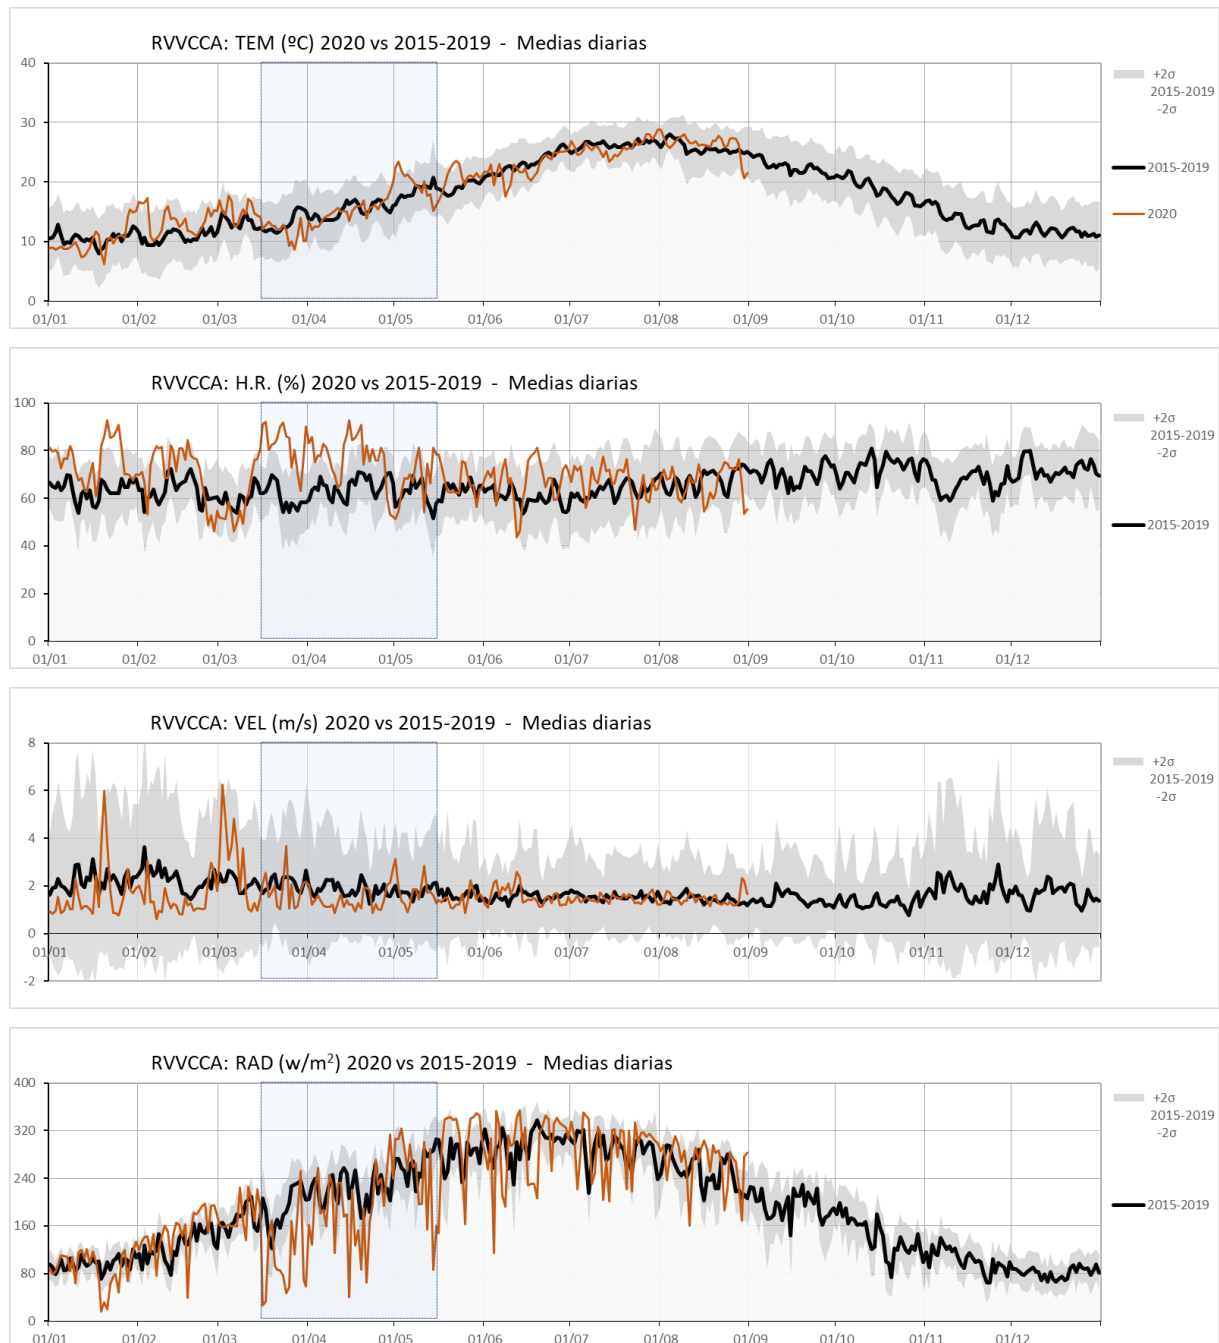 RVVCCA: TEM (ºC) 2020 vs 2015-2019 - Medias diarias
40
30
20
10
0
01/01 01/02 01/03 01/04 01/05 01/06 01/07 01/08 01/09 01/10 01/11 01/12
+2σ
2015-2019
-2σ
2015-2019
2020
RVVCCA: H.R. (%) 2020 vs 2015-2019 - Medias diarias
100
80
60
40
20
0
01/01 01/02 01/03 01/04 01/05 01/06 01/07 01/08 01/09 01/10 01/11 01/12
+2σ
2015-2019
-2σ
2015-2019
RVVCCA: VEL (m/s) 2020 vs 2015-2019 - Medias diarias
8
6
4
2
0
-2
01/01 01/02 01/03 01/04 01/05 01/06 01/07 01/08 01/09 01/10 01/11 01/12
+2σ
2015-2019
-2σ
RVVCCA: RAD (w/m²) 2020 vs 2015-2019 - Medias diarias
400
320
240
160
80
0
01/01 01/02 01/03 01/04 01/05 01/06 01/07 01/08 01/09 01/10 01/11 01/12
+2σ
2015-2019
-2σ
2015-2019